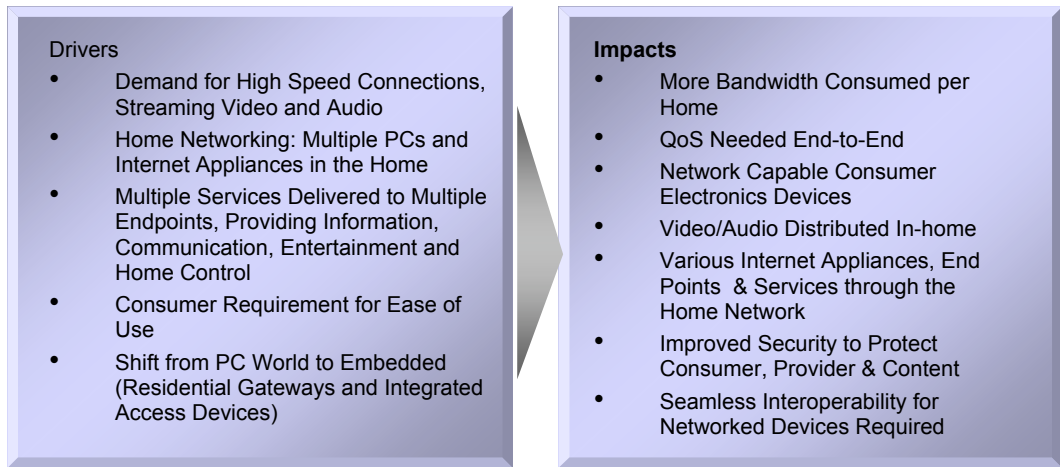 Drivers
• Demand for High Speed Connections,
Streaming Video and Audio
• Home Networking: Multiple PCs and
Internet Appliances in the Home
• Multiple Services Delivered to Multiple
Endpoints, Providing Information,
Communication, Entertainment and
Home Control
• Consumer Requirement for Ease of
Use
• Shift from PC World to Embedded
(Residential Gateways and Integrated
Access Devices)
Impacts
• More Bandwidth Consumed per
Home
• QoS Needed End-to-End
• Network Capable Consumer
Electronics Devices
• Video/Audio Distributed In-home
• Various Internet Appliances, End
Points & Services through the
Home Network
• Improved Security to Protect
Consumer, Provider & Content
• Seamless Interoperability for
Networked Devices Required